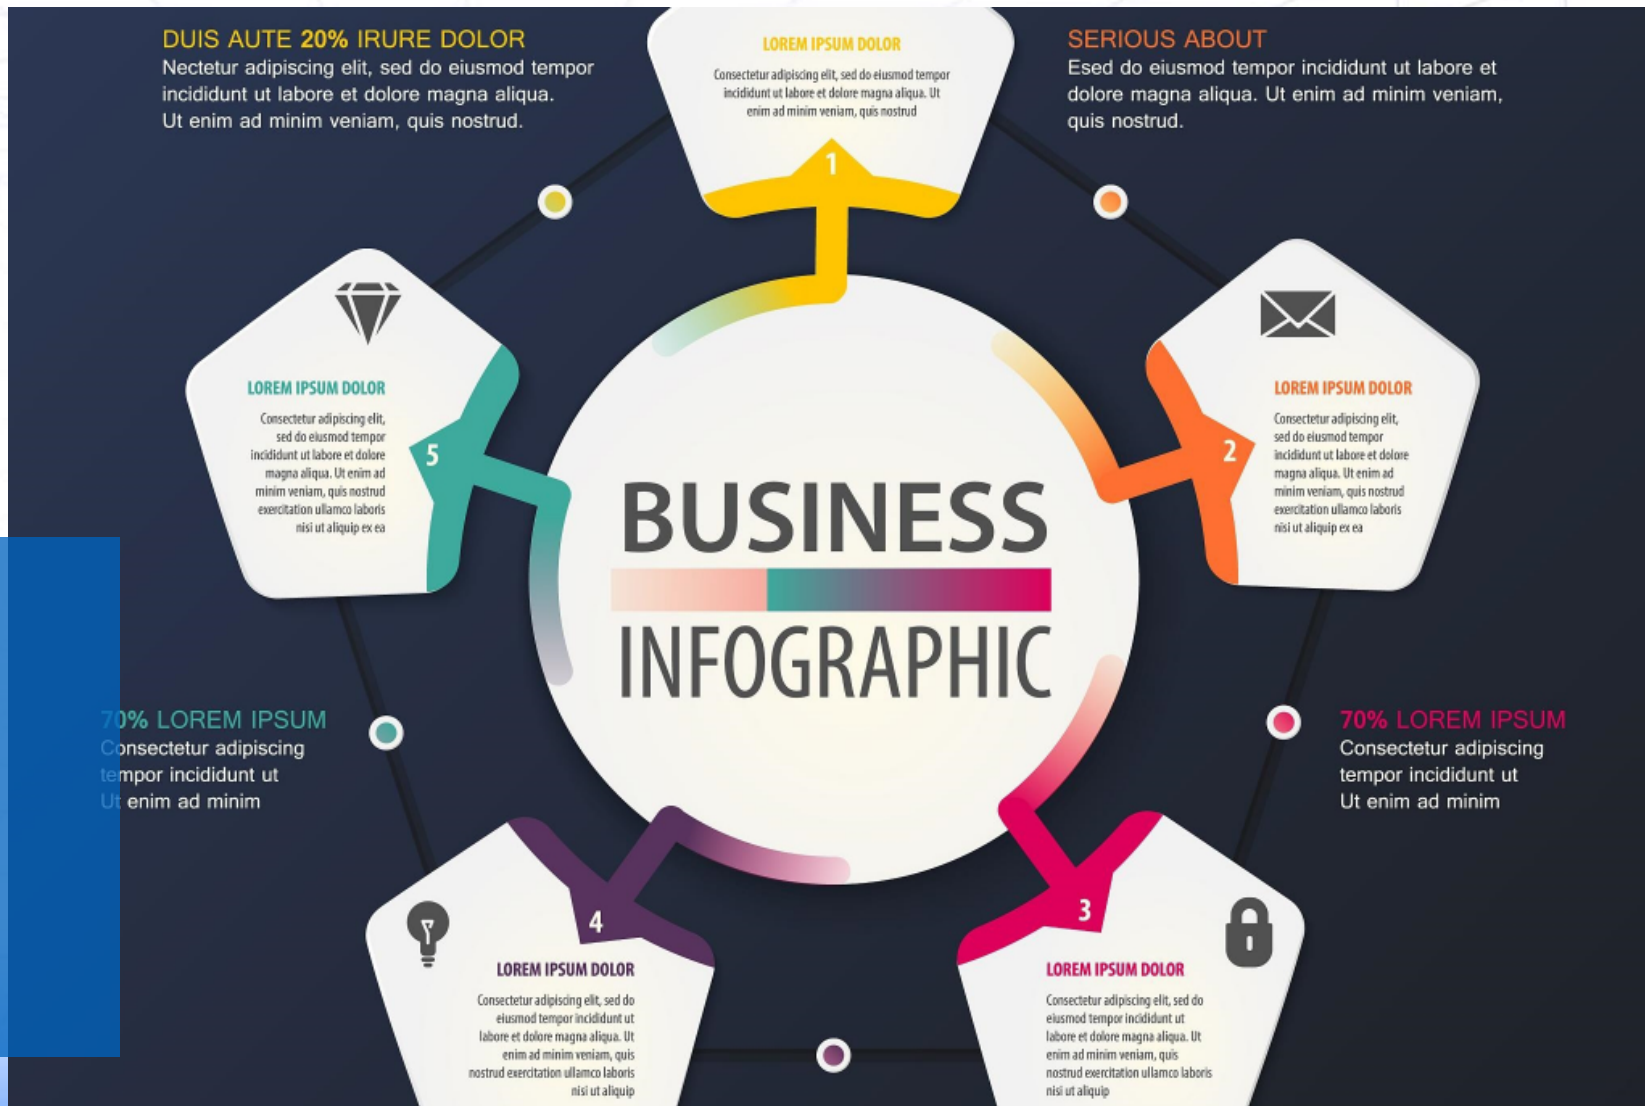 DUIS AUTE 20% IRURE DOLOR
Nectetur adipiscing elit, sed do eiusmod tempor
incididunt ut labore et dolore magna aliqua.
Ut enim ad minim veniam, quis nostrud.
LOREM IPSUM DOLOR
Consectetur adipiscing elit, sed do eiusmod tempor
incididunt ut labore et dolore magna aliqua. Ut
enim ad minim veniam, quis nostrud
1
SERIOUS ABOUT
Esed do eiusmod tempor incididunt ut labore et
dolore magna aliqua. Ut enim ad minim veniam,
quis nostrud.
LOREM IPSUM DOLOR
Consectetur adipiscing elit,
sed do eiusmod tempor
incididunt ut labore et dolore
magna aliqua. Ut enim ad
minim veniam, quis nostrud
exercitation ullamco laboris
nisi ut aliquip ex ea
5
BUSINESS
INFOGRAPHIC
2
LOREM IPSUM DOLOR
Consectetur adipiscing elit,
sed do eiusmod tempor
incididunt ut labore et dolore
magna aliqua. Ut enim ad
minim veniam, quis nostrud
exercitation ullamco laboris
nisi ut aliquip ex ea
70% LOREM IPSUM
Consectetur adipiscing
tempor incididunt ut
Ut enim ad minim
70% LOREM IPSUM
Consectetur adipiscing
tempor incididunt ut
Ut enim ad minim
4
LOREM IPSUM DOLOR
Consectetur adipiscing elit, sed do
eiusmod tempor incididunt ut
labore et dolore magna aliqua. Ut
enim ad minim veniam, quis
nostrud exercitation ullamco laboris
nisi ut aliquip
3
LOREM IPSUM DOLOR
Consectetur adipiscing elit, sed do
eiusmod tempor incididunt ut
labore et dolore magna aliqua. Ut
enim ad minim veniam, quis
nostrud exercitation ullamco laboris
nisi ut aliquip